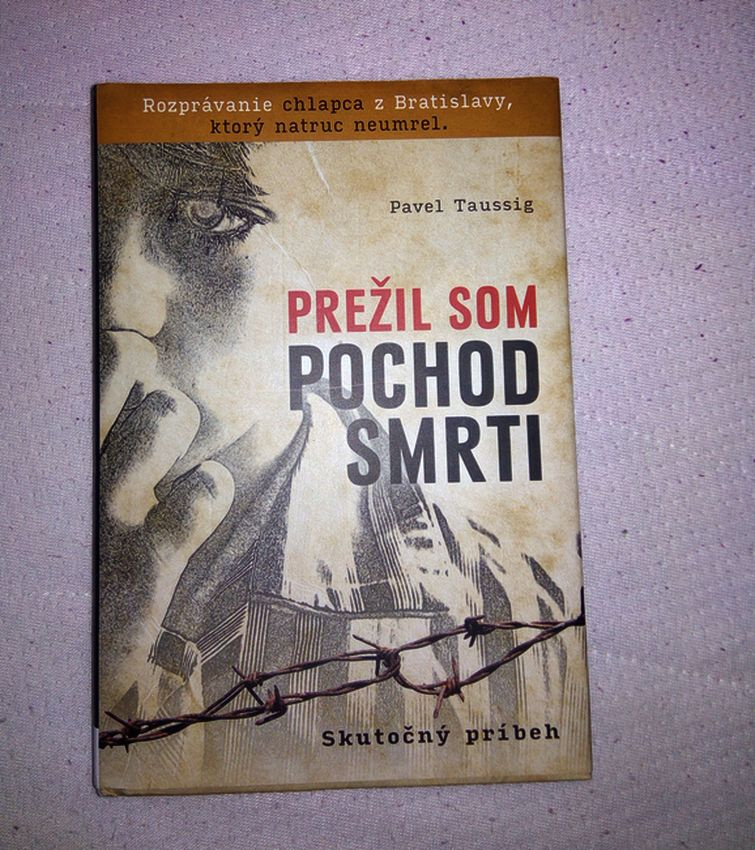 Rozprávanie chlapca z Bratislavy,
ktorý natruc neumrel.
Pavel Taussig
PREŽIL SOM
POCHOD
SMRTI
Skutočný príbeh